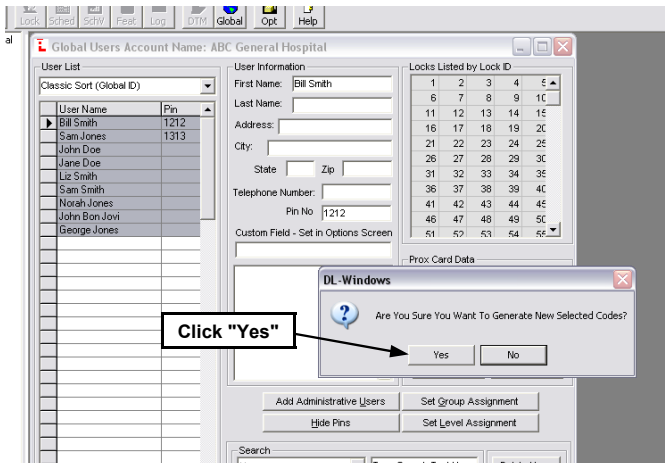 Lock Sched SchV Feat Log DTM Global Opt Help
al
Global Users Account Name: ABC General Hospital
User List
Classic Sort (Global ID)
User Name Pin
Bill Smith 1212
Sam Jones 1313
John Doe
Jane Doe
Liz Smith
Sam Smith
Norah Jones
John Bon Jovi
George Jones
User Information
First Name: Bill Smith
Last Name:
Address:
City:
State Zip
Telephone Number:
Pin No 1212
Custom Field - Set in Options Screen
Locks Listed by Lock ID
1 2 3 4
6 7 8 9
11 12 13 14
16 17 18 19
21 22 23 24
26 27 28 29
31 32 33 34
36 37 38 39
41 42 43 44
46 47 48 49
51 52 53 54
Prox Card Data
DL-Windows
Are You Sure You Want To Generate New Selected Codes?
Yes No
Click "Yes"
Add Administrative Users Set Group Assignment
Hide Pins Set Level Assignment
Search